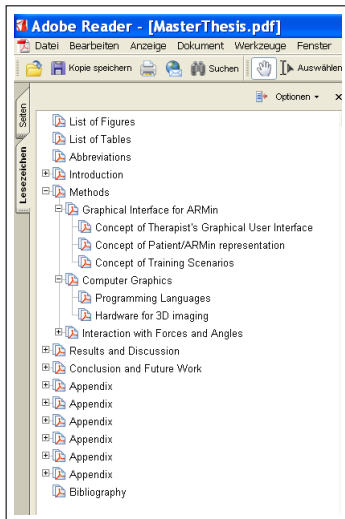 Adobe Reader - [MasterThesis.pdf]
Datei Bearbeiten Anzeige Dokument Werkzeuge Fenster
Kopie speichern Suchen Auswählen
Optionen
Seiten
Lesezeichen
List of Figures
List of Tables
Abbreviations
Introduction
Methods
Graphical Interface for ARMin
Concept of Therapist's Graphical User Interface
Concept of Patient/ARMin representation
Concept of Training Scenarios
Computer Graphics
Programming Languages
Hardware for 3D imaging
Interaction with Forces and Angles
Results and Discussion
Conclusion and Future Work
Appendix
Appendix
Appendix
Appendix
Appendix
Appendix
Bibliography